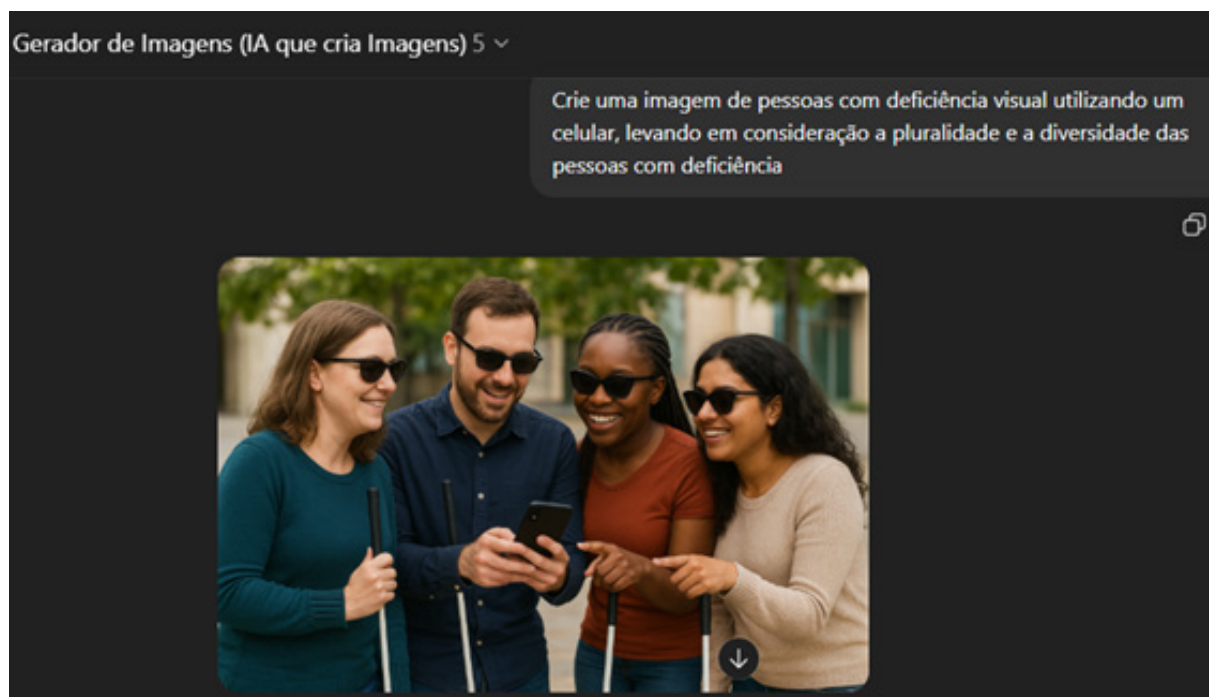 Gerador de Imagens (IA que cria Imagens) 5
Crie uma imagem de pessoas com deficiência visual utilizando um
celular, levando em consideração a pluralidade e a diversidade das
pessoas com deficiência